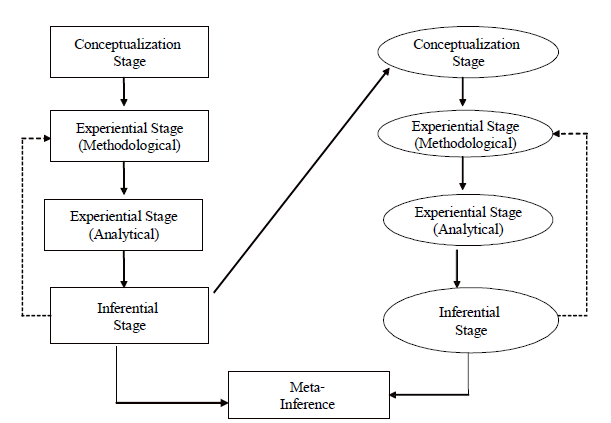 Conceptualization
Stage
Experiential Stage
(Methodological)
Experiential Stage
(Analytical)
Inferential
Stage
Conceptualization
Stage
Experiential Stage
(Methodological)
Experiential Stage
(Analytical)
Inferential
Stage
Meta-
Inference